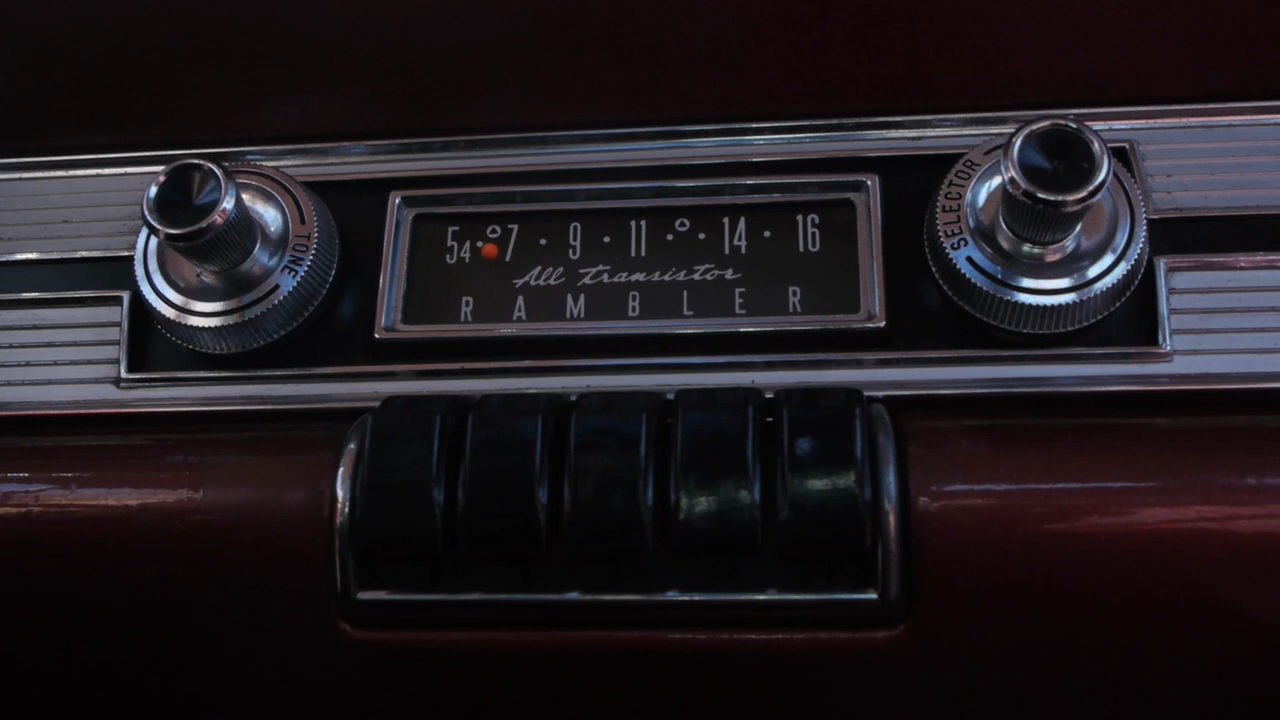 TONE
SELECTOR
54 · 7 · 9 · 11 · · 14 · 16
All transistor
RAMBLER